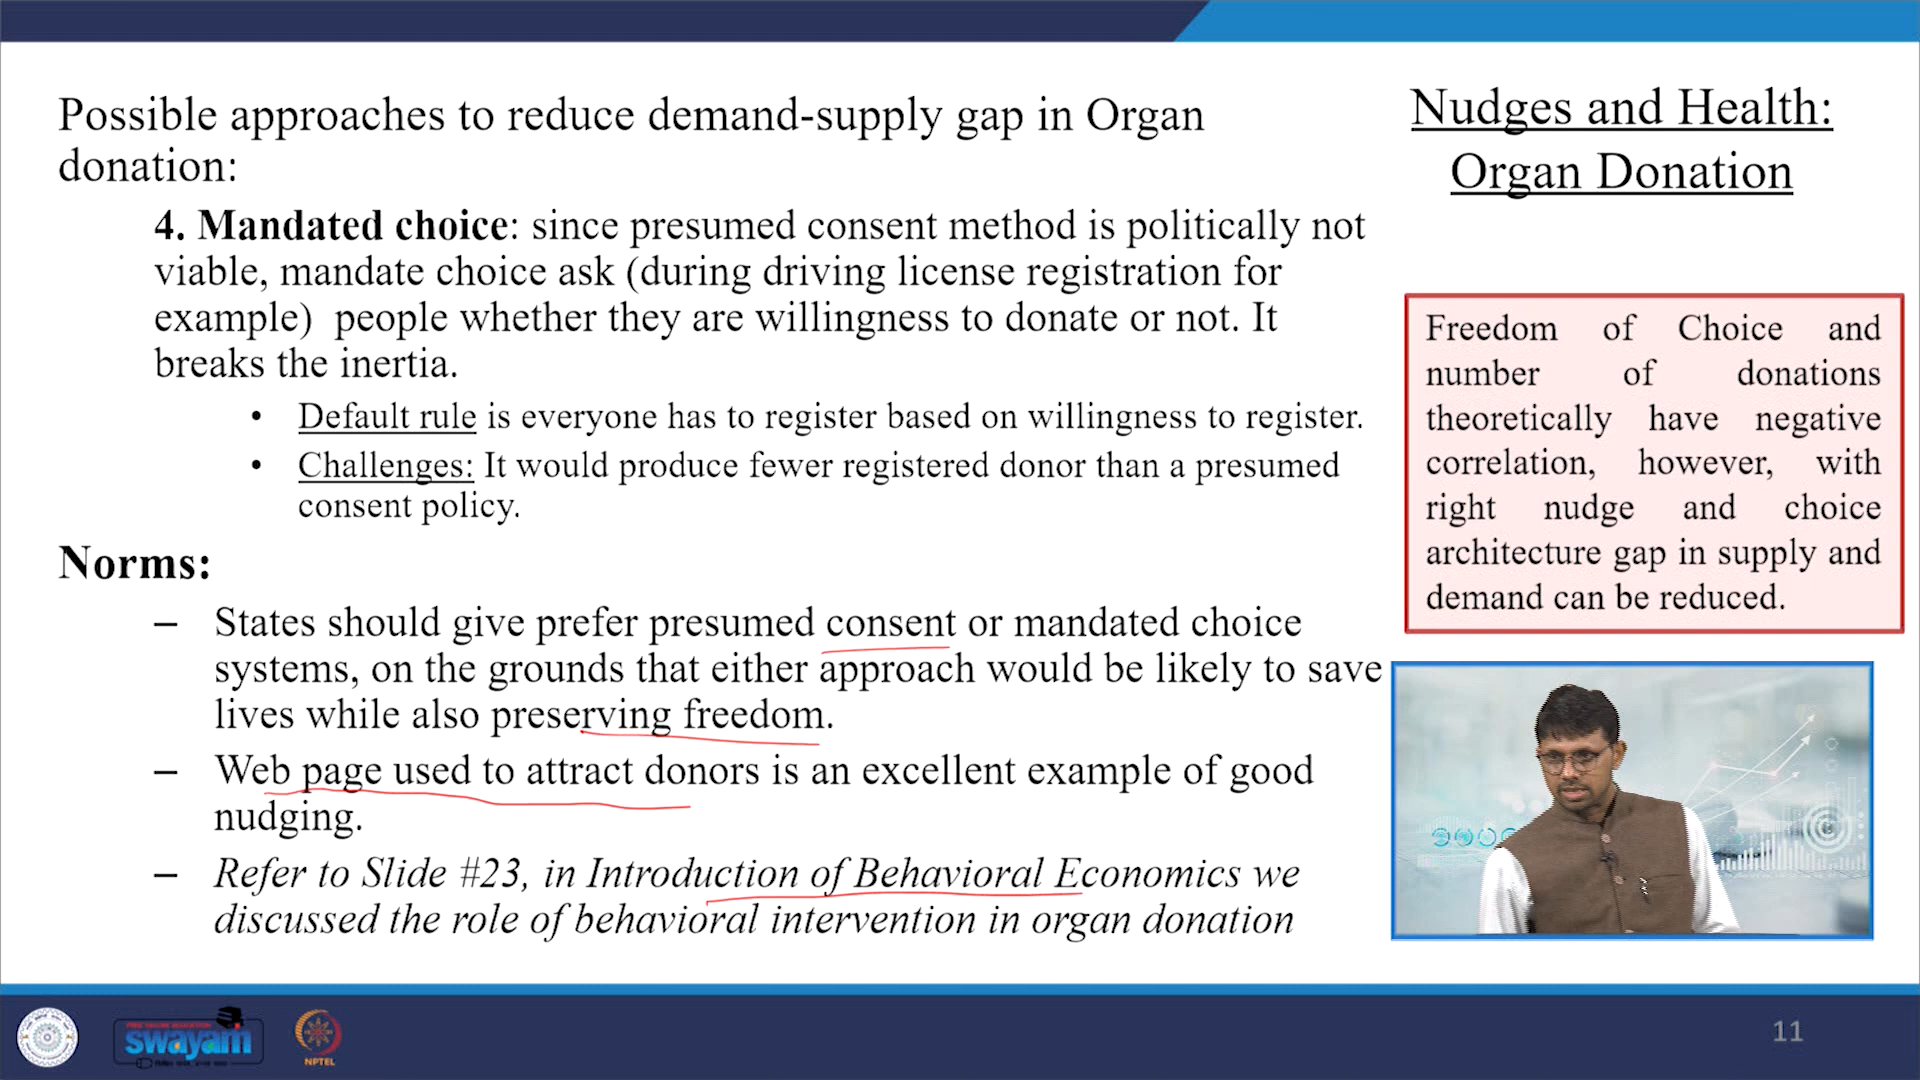 Possible approaches to reduce demand-supply gap in Organ
donation:
4. Mandated choice: since presumed consent method is politically not
viable, mandate choice ask (during driving license registration for
example) people whether they are willingness to donate or not. It
breaks the inertia.
• Default rule is everyone has to register based on willingness to register.
• Challenges: It would produce fewer registered donor than a presumed
consent policy.
Norms:
– States should give prefer presumed consent or mandated choice
systems, on the grounds that either approach would be likely to save
lives while also preserving freedom.
– Web page used to attract donors is an excellent example of good
nudging.
– Refer to Slide #23, in Introduction of Behavioral Economics we
discussed the role of behavioral intervention in organ donation
Nudges and Health:
Organ Donation
Freedom of Choice and
number of donations
theoretically have negative
correlation, however, with
right nudge and choice
architecture gap in supply and
demand can be reduced.
swayam
NPTEL
11